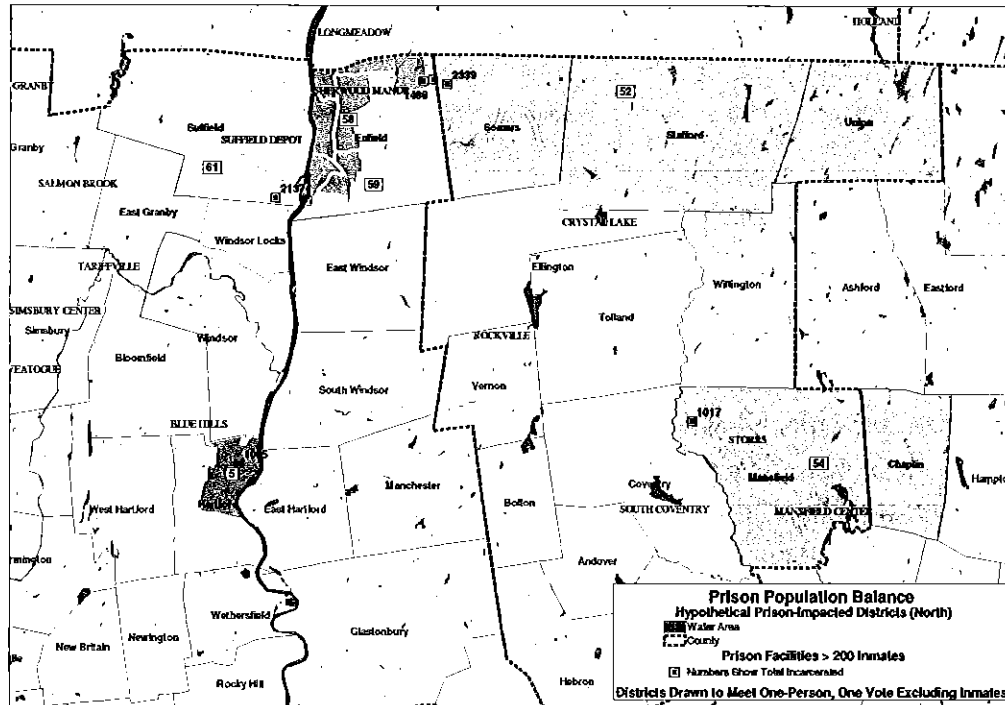 LONGMEADOW
HOLLAND
GRANB
SHERWOOD MANOR
2339
1489
52
Suffield
SUFFIELD DEPOT
58
Enfield
Somers
Stafford
Union
Granby
61
59
2137
SALMON BROOK
East Granby
CRYSTAL LAKE
Windsor Locks
TARIFFVILLE
East Windsor
Ellington
Willington
Ashford
Eastford
SIMSBURY CENTER
Simsbury
Windsor
Tolland
ROCKVILLE
Bloomfield
South Windsor
Vernon
BLUE HILLS
1017
STORRS
5
54
Chaplin
Manchester
Mansfield
Coventry
Hampto
West Hartford
East Hartford
Bolton
SOUTH COVENTRY
MANSFIELD CENTER
rmington
Andover
Wethersfield
Newington
Glastonbury
New Britain
Rocky Hill
Hebron
Prison Population Balance
Hypothetical Prison-Impacted Districts (North)
Water Area
County
Prison Facilities > 200 Inmates
Numbers Show Total Incarcerated
Districts Drawn to Meet One-Person, One Vote Excluding Inmates